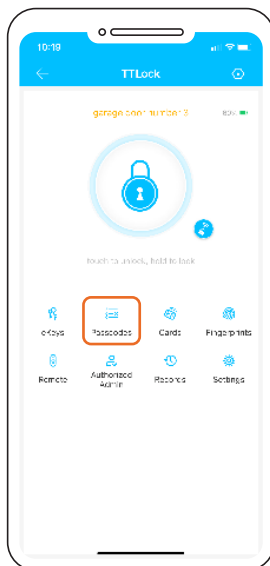 10:19
TTLock
garage door number 3
80%
touch to unlock, hold to lock
eKeys Passcodes Cards Fingerprints
Remote Authorized Admin Records Settings